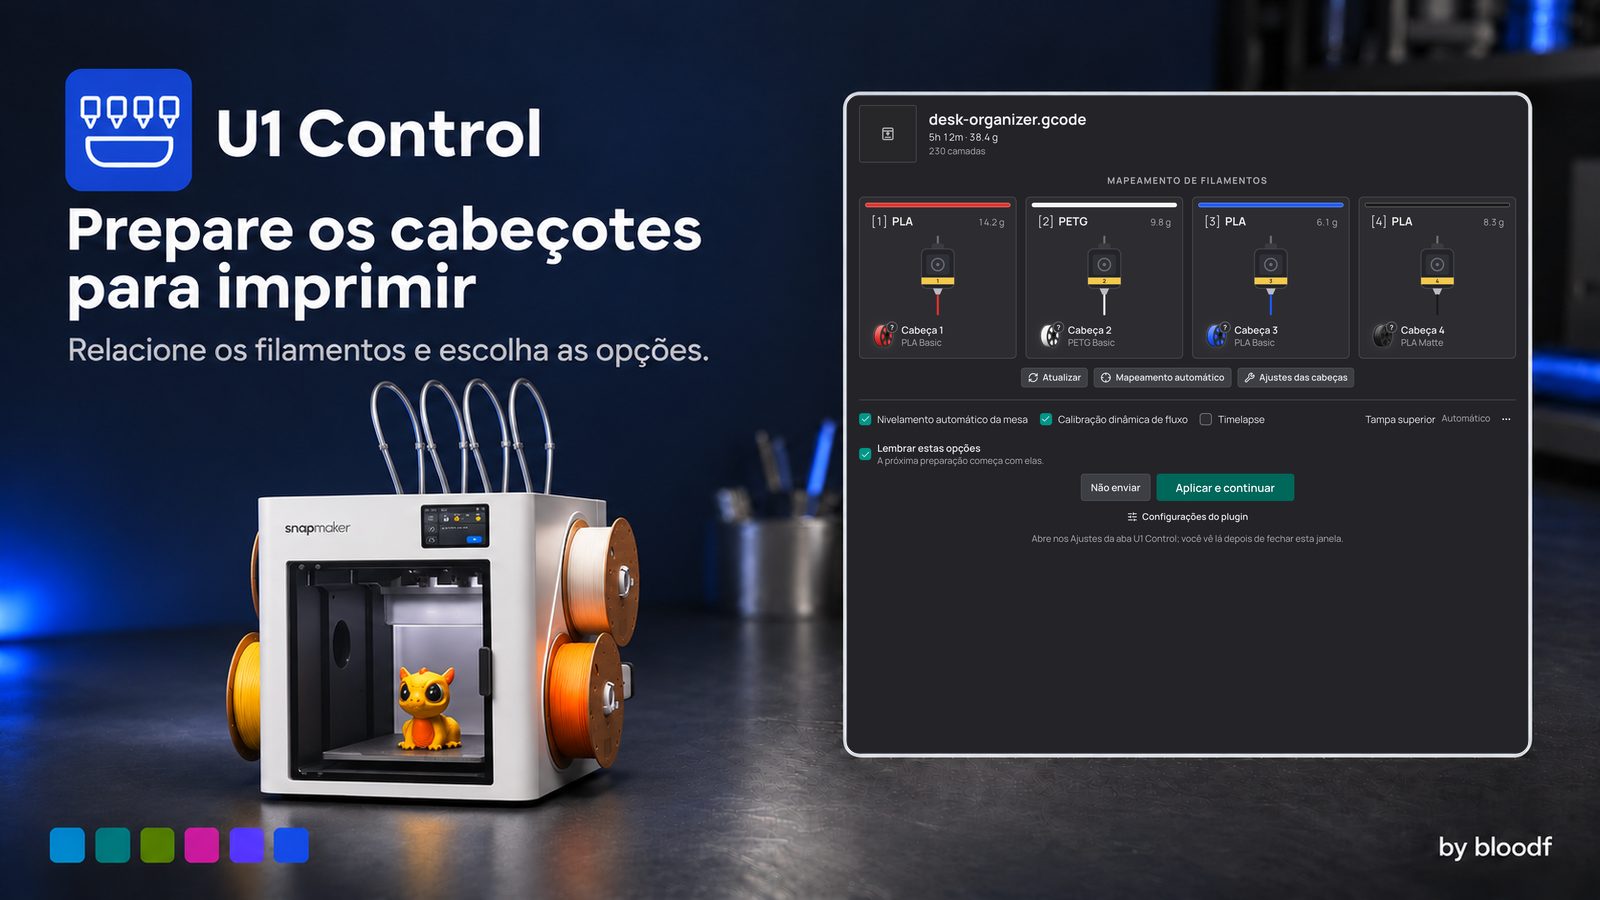 U1 Control
Prepare os cabeçotes
para imprimir
Relacione os filamentos e escolha as opções.
snapmaker
desk-organizer.gcode
5h 12m · 38.4 g
230 camadas
MAPEAMENTO DE FILAMENTOS
[1] PLA 14.2 g
1
? Cabeça 1
PLA Basic
[2] PETG 9.8 g
2
? Cabeça 2
PETG Basic
[3] PLA 6.1 g
3
? Cabeça 3
PLA Basic
[4] PLA 8.3 g
4
? Cabeça 4
PLA Matte
Atualizar Mapeamento automático Ajustes das cabeças
Nivelamento automático da mesa Calibração dinâmica de fluxo Timelapse Tampa superior Automático ···
Lembrar estas opções
A próxima preparação começa com elas.
Não enviar Aplicar e continuar
Configurações do plugin
Abre nos Ajustes da aba U1 Control; você vê lá depois de fechar esta janela.
by bloodf